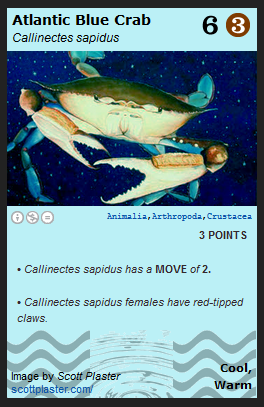 Atlantic Blue Crab
Callinectes sapidus
6 3
Animalia, Arthropoda, Crustacea
3 POINTS
• Callinectes sapidus has a MOVE of 2.
• Callinectes sapidus females have red-tipped
claws.
Image by Scott Plaster
scottplaster.com/
Cool,
Warm